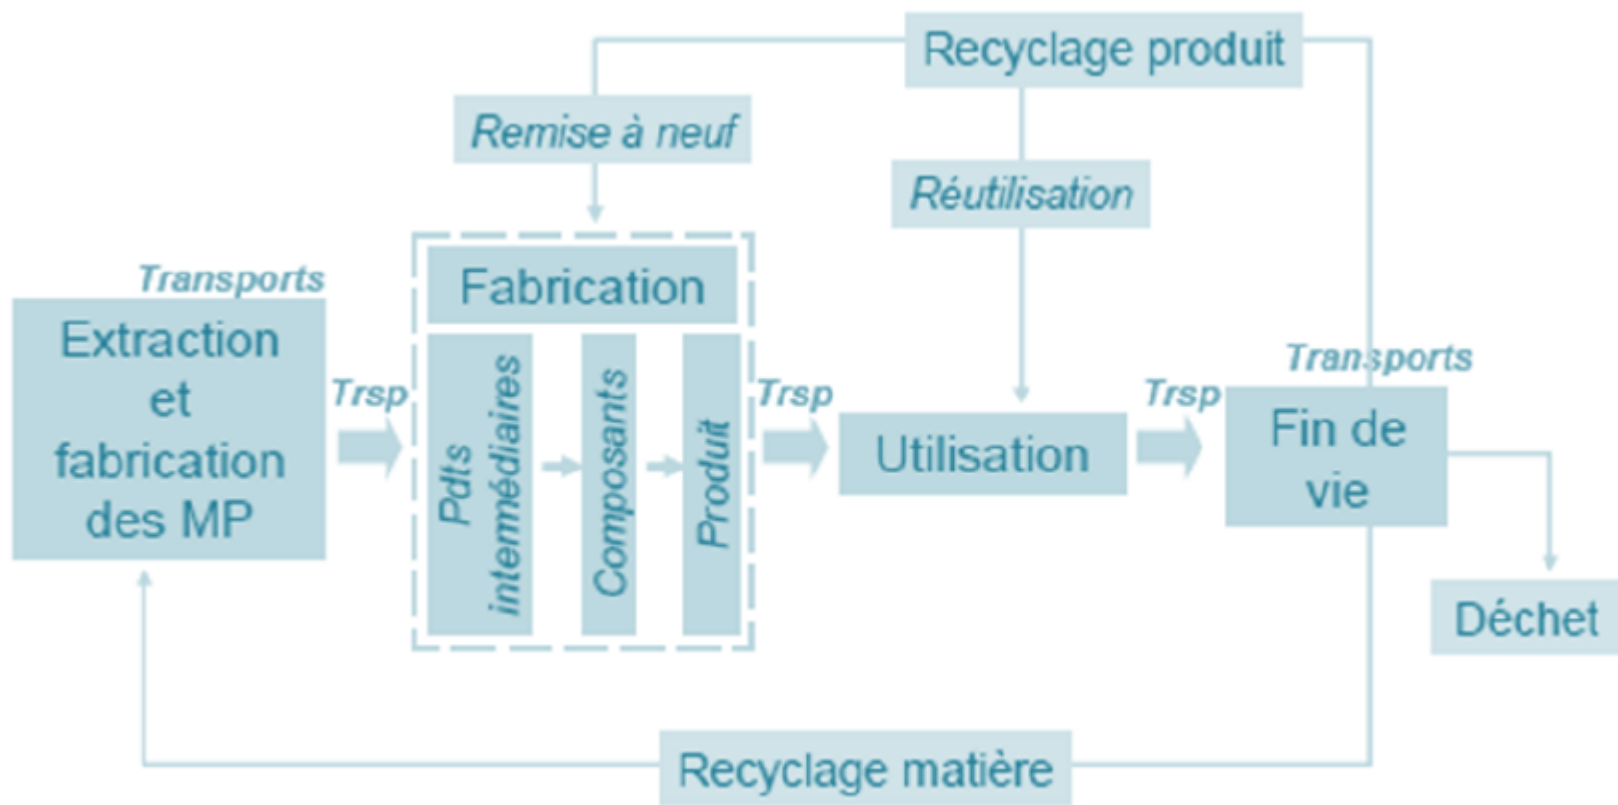 Recyclage produit
Remise à neuf
Réutilisation
Transports
Extraction
et
fabrication
des MP
Trsp
Fabrication
Pdts
intermédiaires
Composants
Produit
Trsp
Utilisation
Trsp
Transports
Fin de
vie
Déchet
Recyclage matière